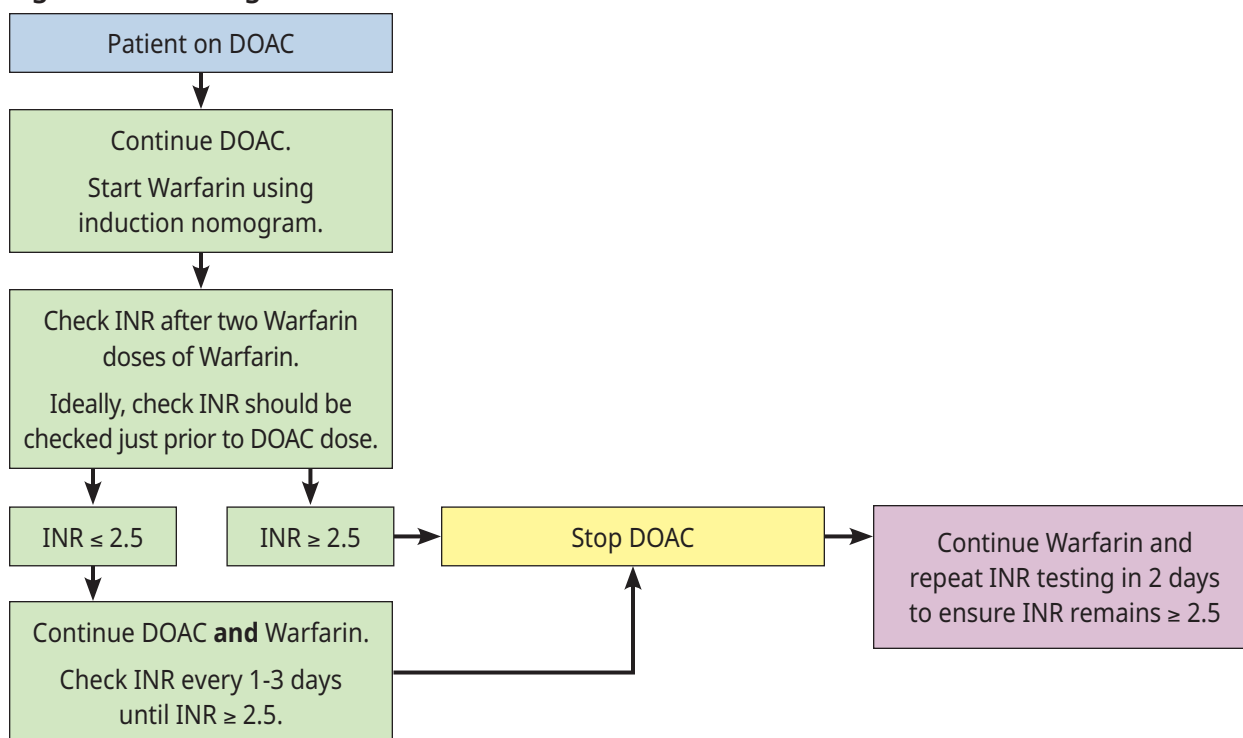 Patient on DOAC
Continue DOAC.
Start Warfarin using
induction nomogram.
Check INR after two Warfarin
doses of Warfarin.
Ideally, check INR should be
checked just prior to DOAC dose.
INR ≤ 2.5
INR ≥ 2.5
Stop DOAC
Continue Warfarin and
repeat INR testing in 2 days
to ensure INR remains ≥ 2.5
Continue DOAC and Warfarin.
Check INR every 1-3 days
until INR ≥ 2.5.